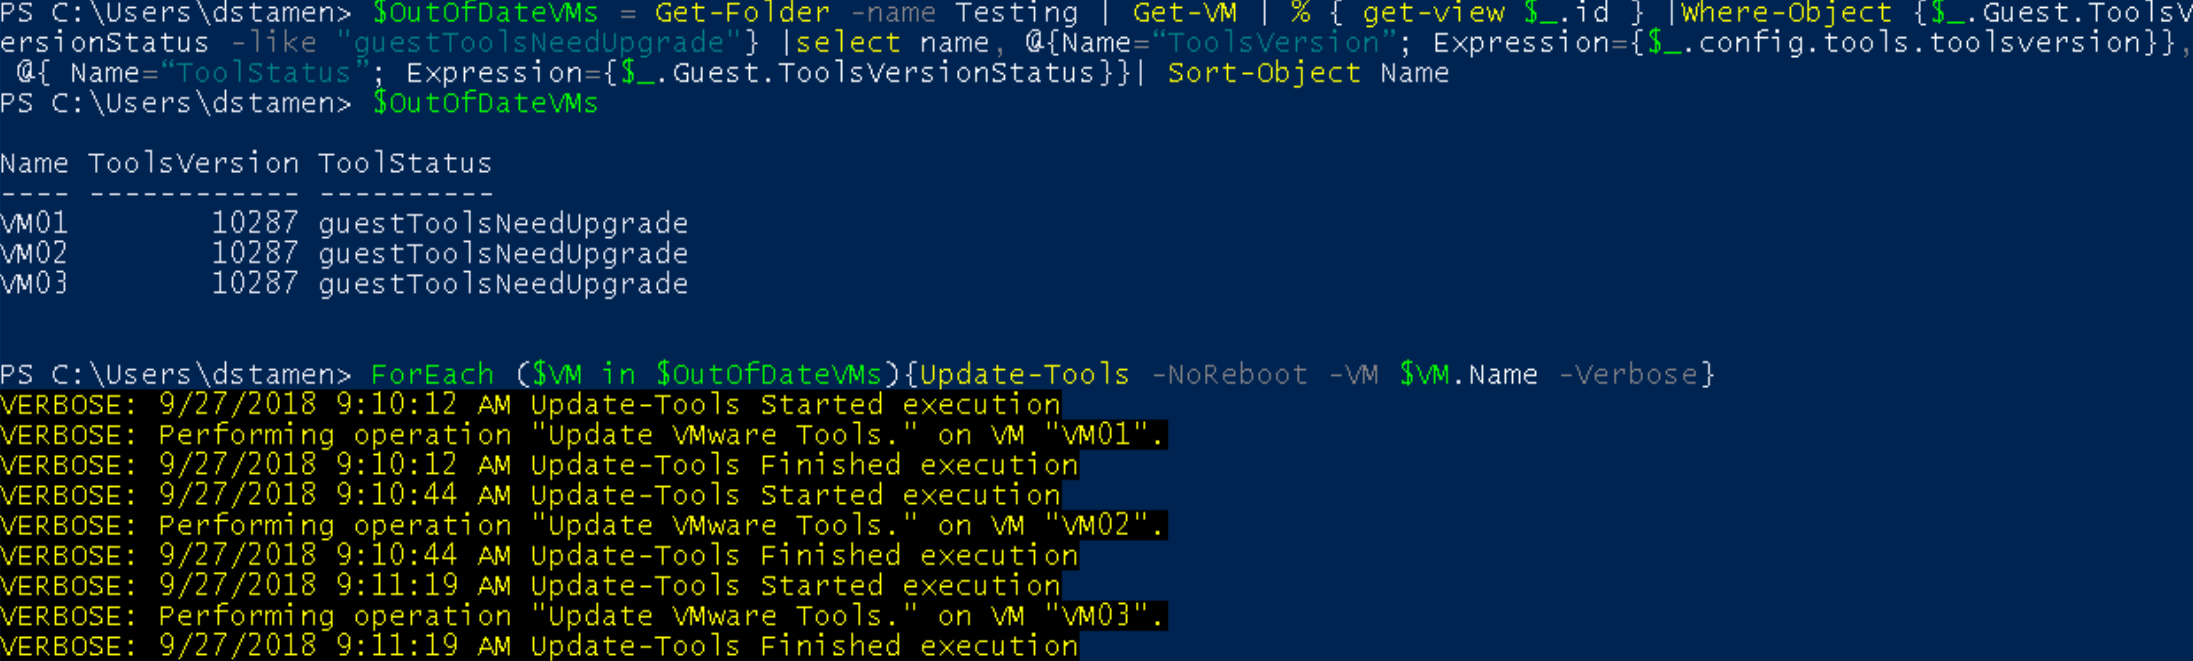 PS C:\Users\dstamen> $OutOfDateVMs = Get-Folder -name Testing | Get-VM | % { get-view $_.id } |Where-Object {$_.Guest.ToolsV
ersionStatus -like "guestToolsNeedUpgrade"} |select name, @{Name=“ToolsVersion”; Expression={$_.config.tools.toolsversion}},
 @{ Name=“ToolStatus”; Expression={$_.Guest.ToolsVersionStatus}}| Sort-Object Name
PS C:\Users\dstamen> $OutOfDateVMs
Name ToolsVersion ToolStatus
---- ------------ ----------
VM01        10287 guestToolsNeedUpgrade
VM02        10287 guestToolsNeedUpgrade
VM03        10287 guestToolsNeedUpgrade
PS C:\Users\dstamen> ForEach ($VM in $OutOfDateVMs){Update-Tools -NoReboot -VM $VM.Name -Verbose}
VERBOSE: 9/27/2018 9:10:12 AM Update-Tools Started execution
VERBOSE: Performing operation "Update VMware Tools." on VM "VM01".
VERBOSE: 9/27/2018 9:10:12 AM Update-Tools Finished execution
VERBOSE: 9/27/2018 9:10:44 AM Update-Tools Started execution
VERBOSE: Performing operation "Update VMware Tools." on VM "VM02".
VERBOSE: 9/27/2018 9:10:44 AM Update-Tools Finished execution
VERBOSE: 9/27/2018 9:11:19 AM Update-Tools Started execution
VERBOSE: Performing operation "Update VMware Tools." on VM "VM03".
VERBOSE: 9/27/2018 9:11:19 AM Update-Tools Finished execution